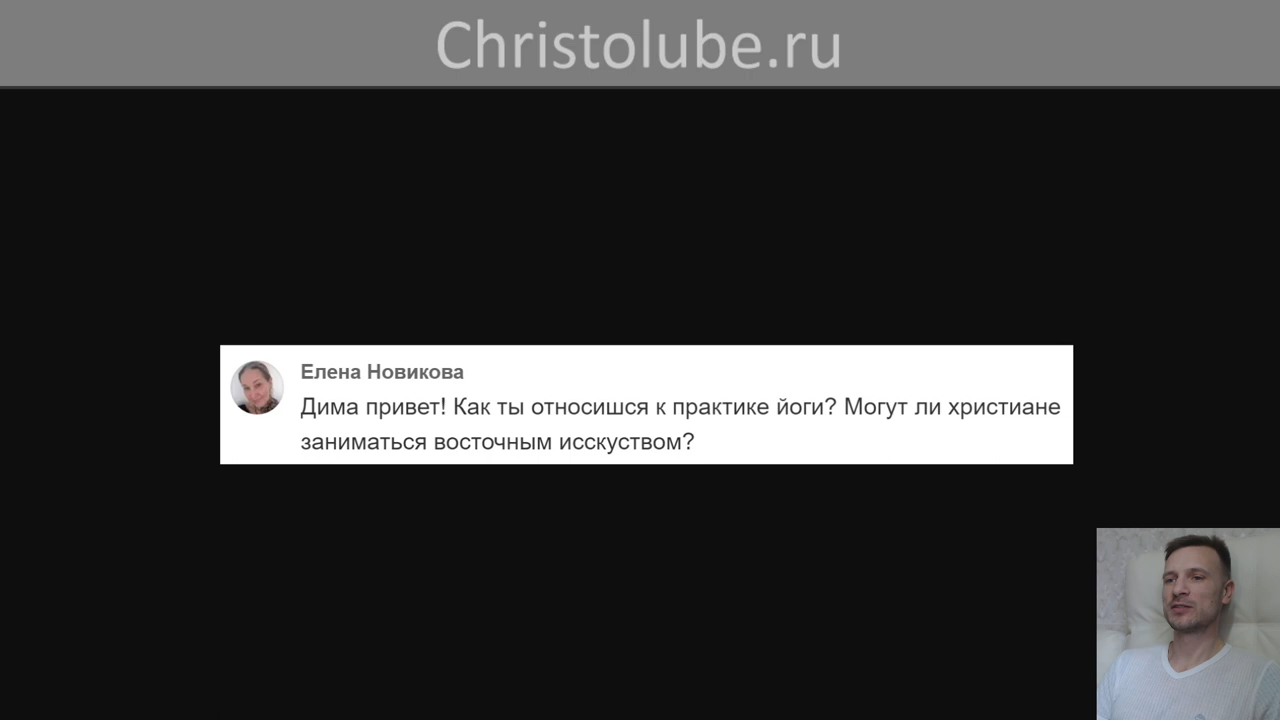 Christolube.ru
Елена Новикова
Дима привет! Как ты относишся к практике йоги? Могут ли христиане
заниматься восточным исскуством?